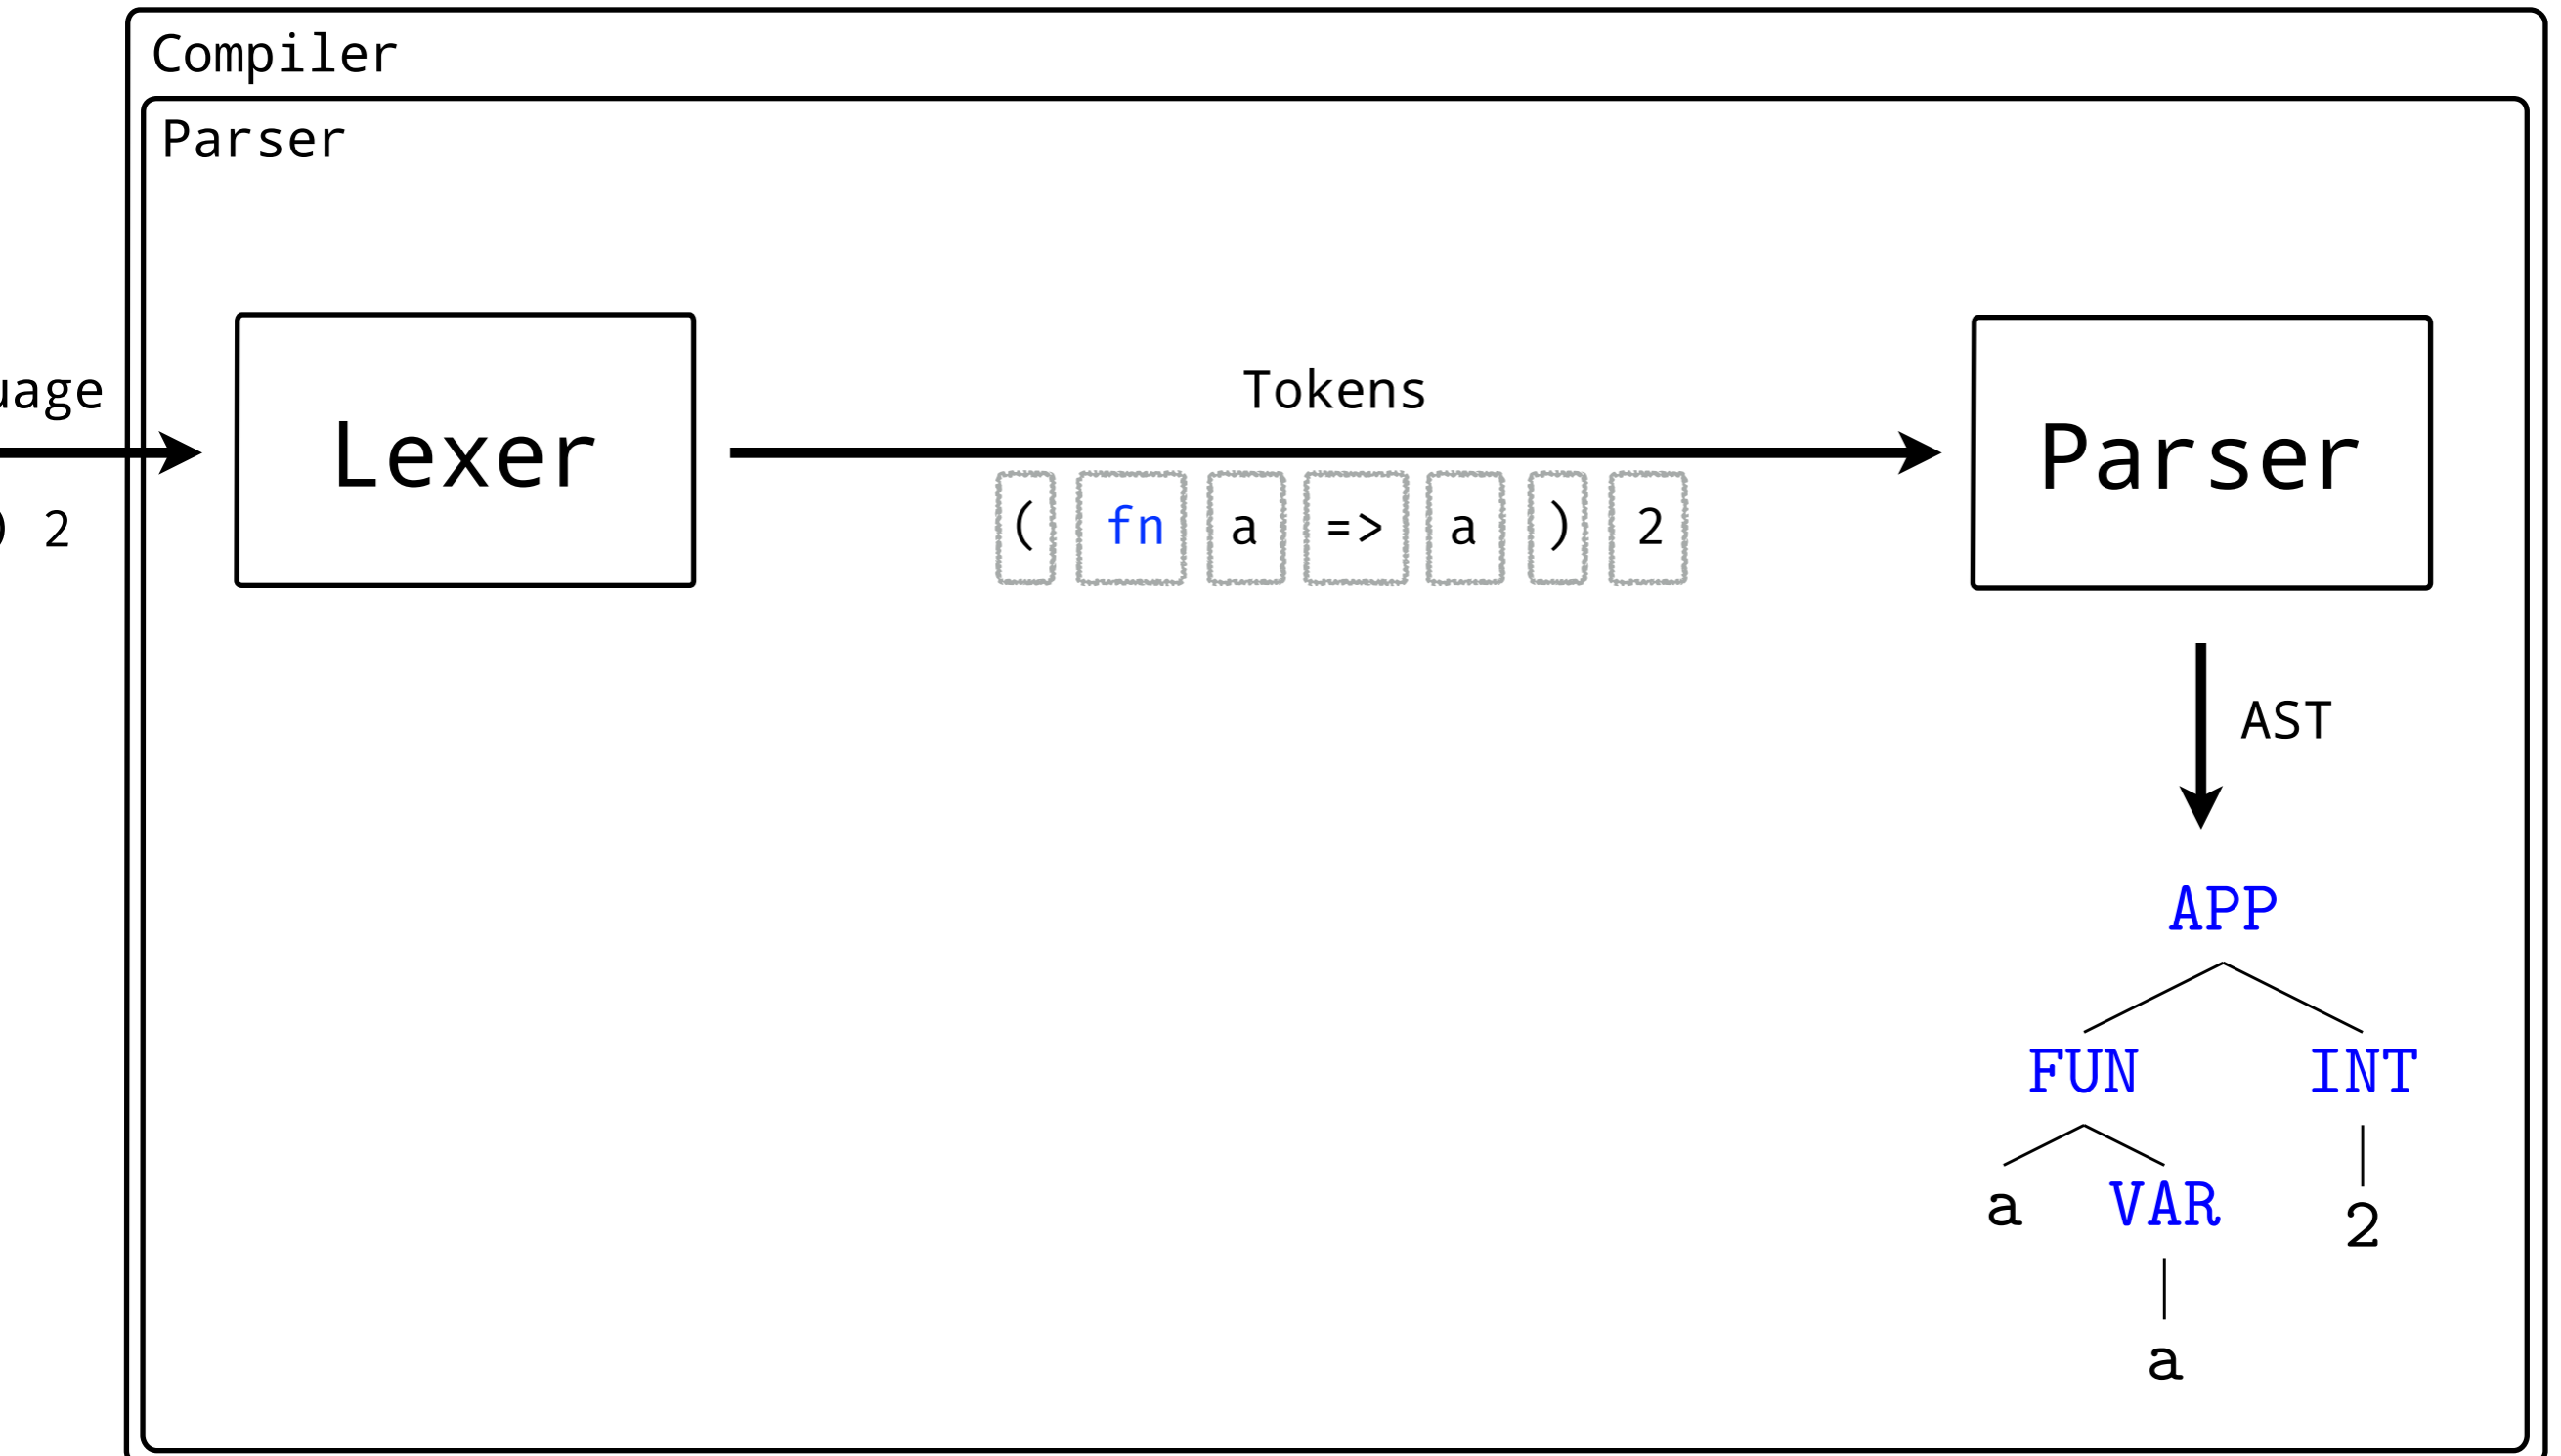 Compiler
Parser
uage
Tokens
Lexer
Parser
) 2
( fn a => a ) 2
AST
APP
FUN INT
a VAR 2
a